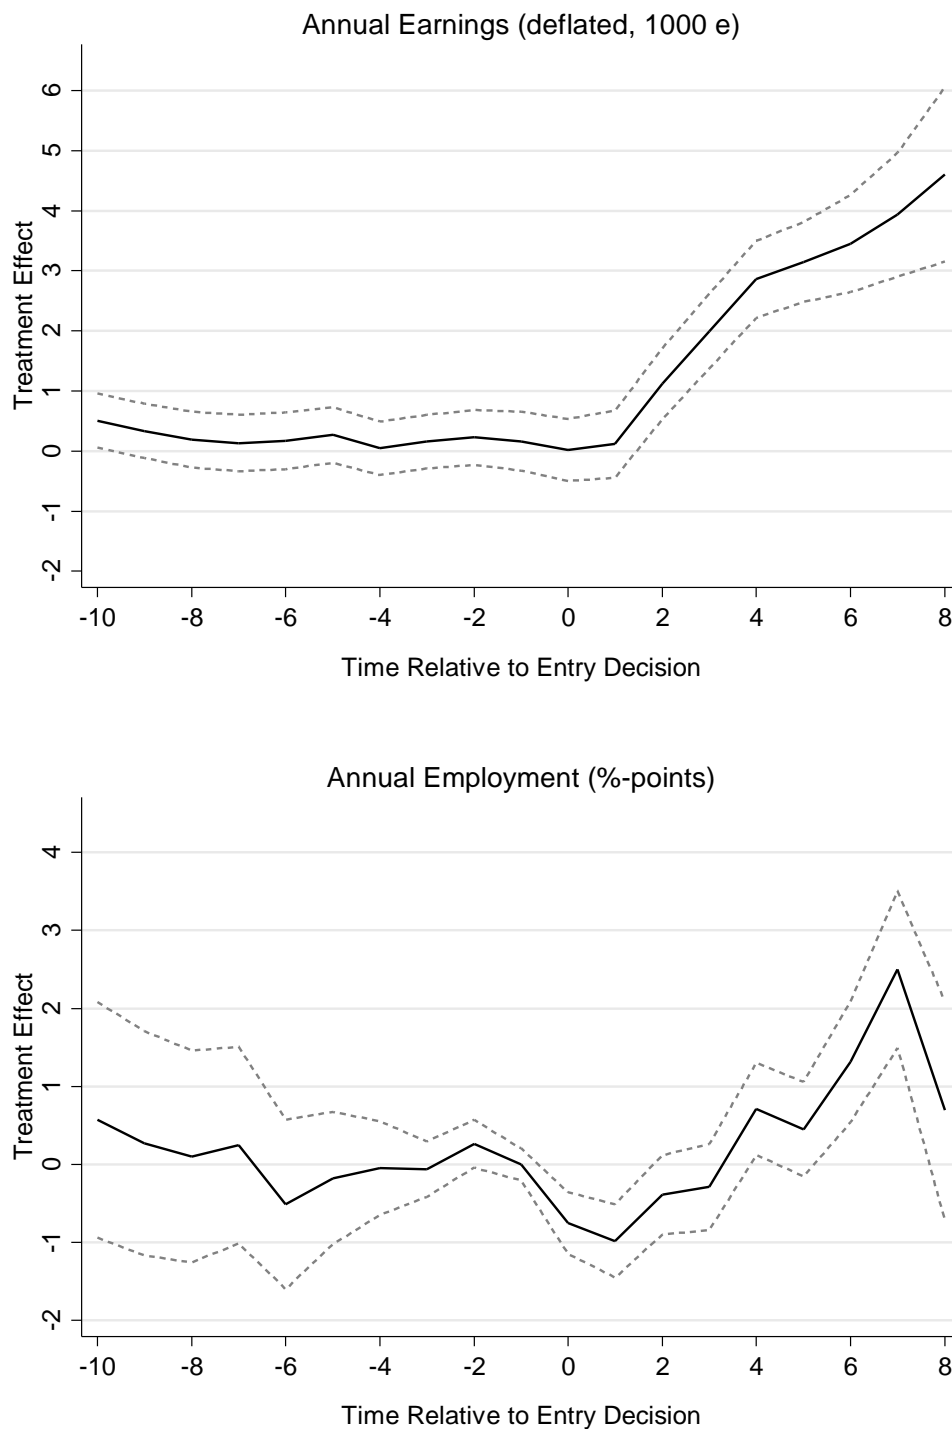 Annual Earnings (deflated, 1000 e)
6
5
4
3
2
1
0
-1
-2
Treatment Effect
-10 -8 -6 -4 -2 0 2 4 6 8
Time Relative to Entry Decision
Annual Employment (%-points)
4
3
2
1
0
-1
-2
Treatment Effect
-10 -8 -6 -4 -2 0 2 4 6 8
Time Relative to Entry Decision